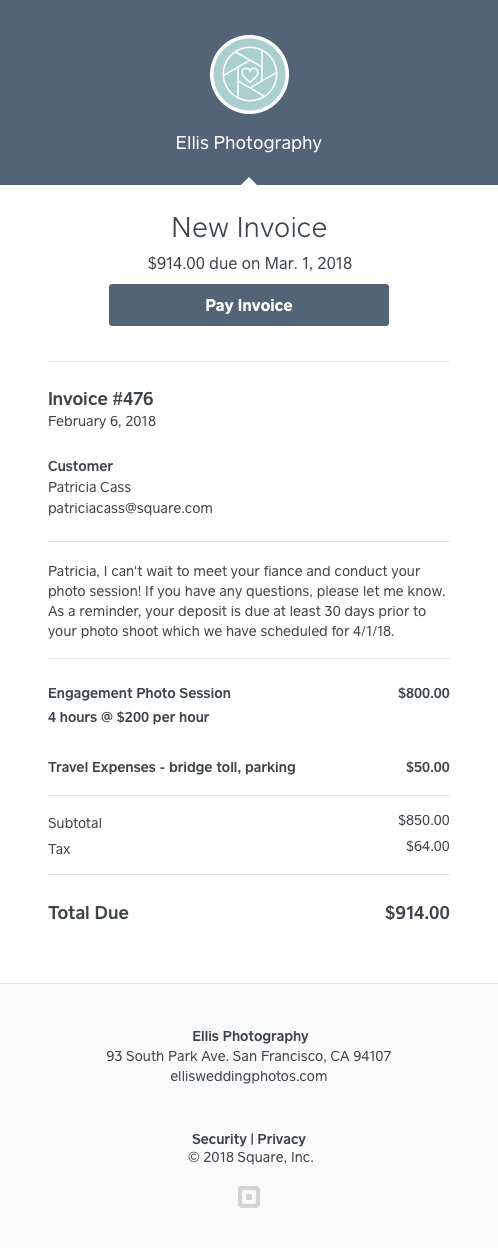 Ellis Photography
New Invoice
$914.00 due on Mar. 1, 2018
Pay Invoice
Invoice #476
February 6, 2018
Customer
Patricia Cass
patriciacass@square.com
Patricia, I can't wait to meet your fiance and conduct your
photo session! If you have any questions, please let me know.
As a reminder, your deposit is due at least 30 days prior to
your photo shoot which we have scheduled for 4/1/18.
Engagement Photo Session $800.00
4 hours @ $200 per hour
Travel Expenses - bridge toll, parking $50.00
Subtotal $850.00
Tax $64.00
Total Due $914.00
Ellis Photography
93 South Park Ave. San Francisco, CA 94107
ellisweddingphotos.com
Security | Privacy
© 2018 Square, Inc.